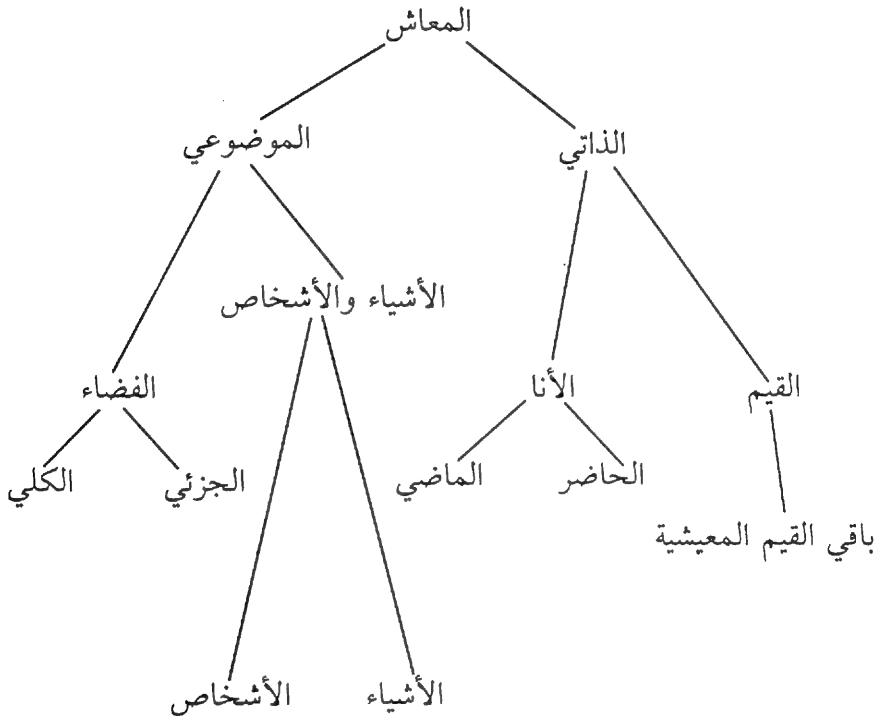 المعاش
الذاتي
الموضوعي
الأشياء والأشخاص
القيم
الأنا
الفضاء
الحاضر
الماضي
الجزئي
الكلي
باقي القيم المعيشية
الأشياء
الأشخاص